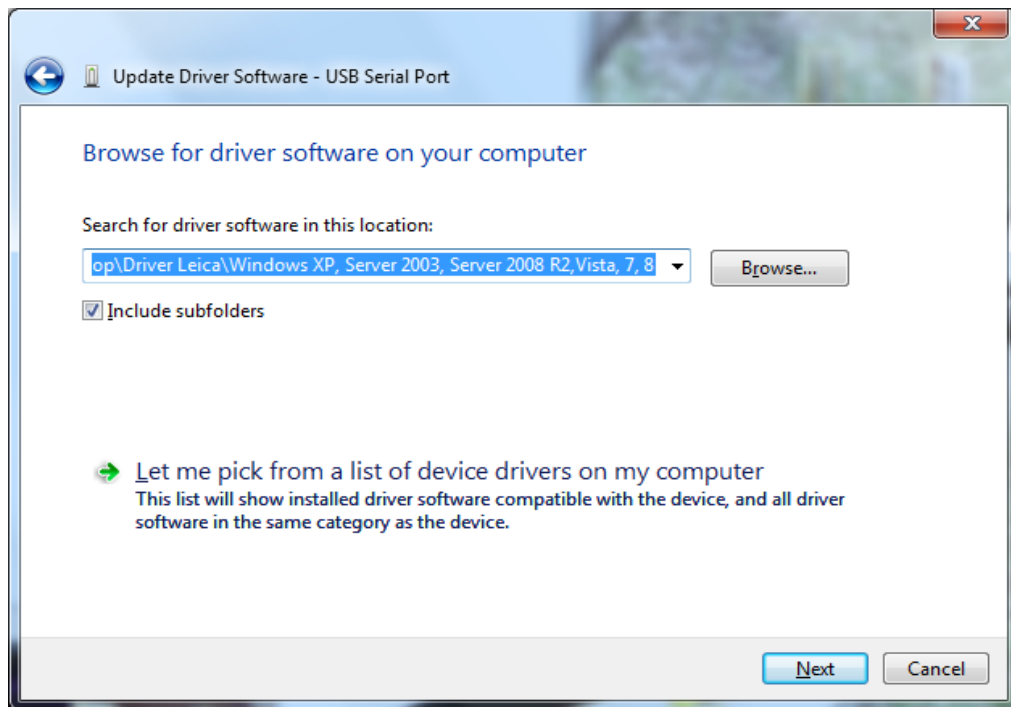 Update Driver Software - USB Serial Port
Browse for driver software on your computer
Search for driver software in this location:
op\Driver Leica\Windows XP, Server 2003, Server 2008 R2,Vista, 7, 8
Browse...
Include subfolders
Let me pick from a list of device drivers on my computer
This list will show installed driver software compatible with the device, and all driver
software in the same category as the device.
Next
Cancel